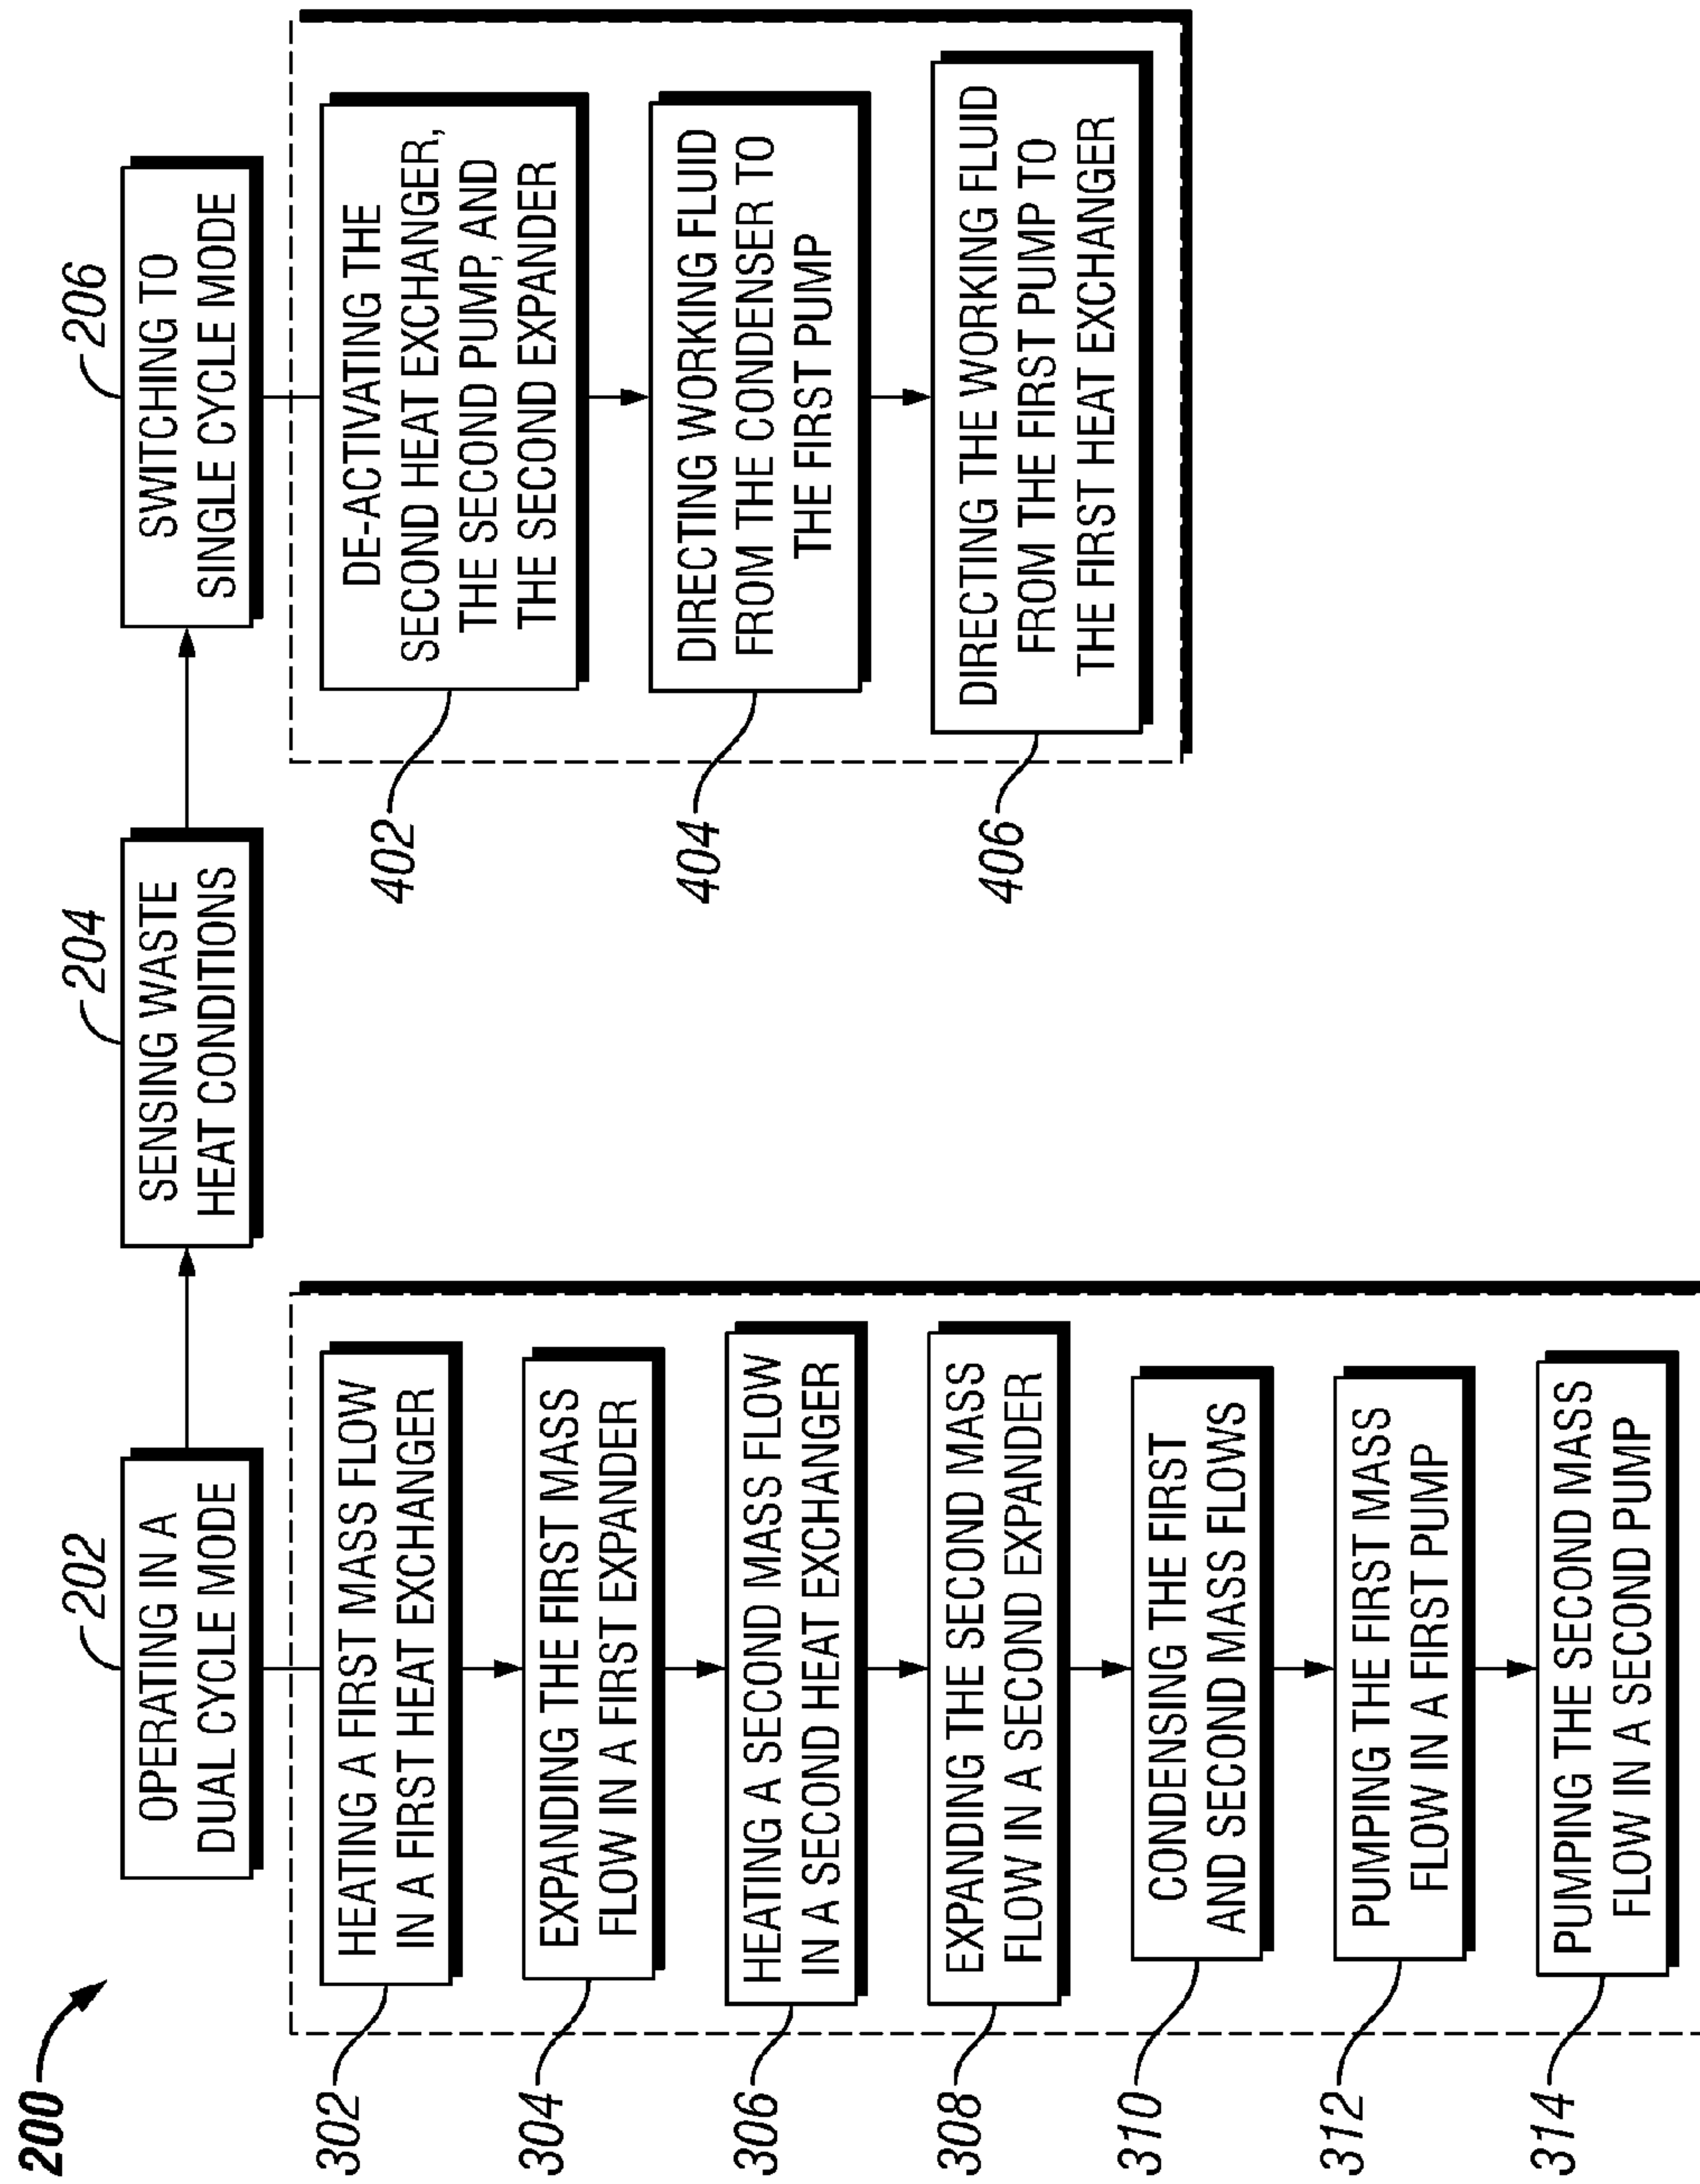 200
202
OPERATING IN A
DUAL CYCLE MODE
204
SENSING WASTE
HEAT CONDITIONS
206
SWITCHING TO
SINGLE CYCLE MODE
302
HEATING A FIRST MASS FLOW
IN A FIRST HEAT EXCHANGER
304
EXPANDING THE FIRST MASS
FLOW IN A FIRST EXPANDER
306
HEATING A SECOND MASS FLOW
IN A SECOND HEAT EXCHANGER
308
EXPANDING THE SECOND MASS
FLOW IN A SECOND EXPANDER
310
CONDENSING THE FIRST
AND SECOND MASS FLOWS
312
PUMPING THE FIRST MASS
FLOW IN A FIRST PUMP
314
PUMPING THE SECOND MASS
FLOW IN A SECOND PUMP
402
DE-ACTIVATING THE
SECOND HEAT EXCHANGER,
THE SECOND PUMP, AND
THE SECOND EXPANDER
404
DIRECTING WORKING FLUID
FROM THE CONDENSER TO
THE FIRST PUMP
406
DIRECTING THE WORKING FLUID
FROM THE FIRST PUMP TO
THE FIRST HEAT EXCHANGER